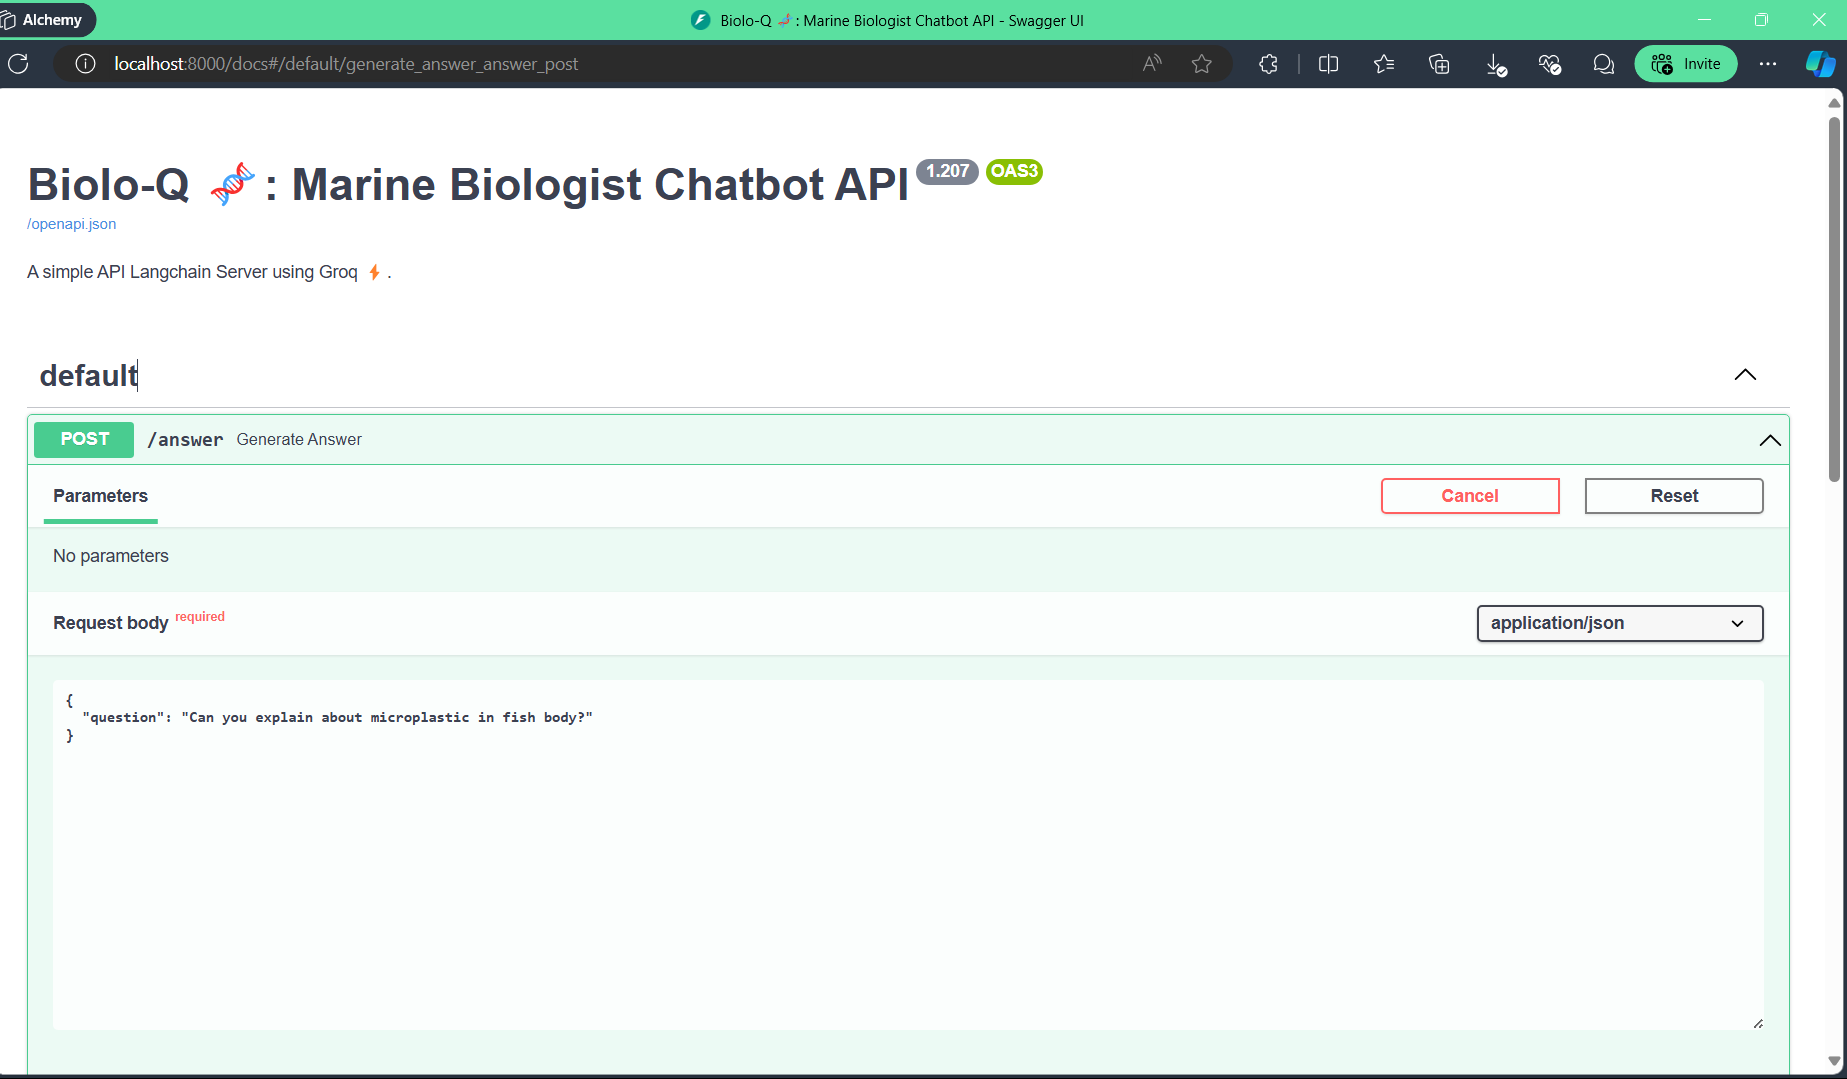 Alchemy
Biolo-Q 🧬: Marine Biologist Chatbot API - Swagger UI
localhost:8000/docs#/default/generate_answer_answer_post
Invite
Biolo-Q 🧬 : Marine Biologist Chatbot API 1.207 OAS3
/openapi.json
A simple API Langchain Server using Groq ⚡ .
default
POST /answer Generate Answer
Parameters
Cancel
Reset
No parameters
Request body required
application/json
{
"question": "Can you explain about microplastic in fish body?"
}